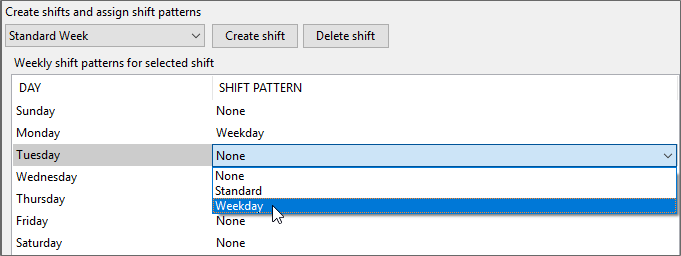 Create shifts and assign shift patterns
Standard Week Create shift Delete shift
Weekly shift patterns for selected shift
DAY SHIFT PATTERN
Sunday None
Monday Weekday
Tuesday None
Wednesday None
Standard
Thursday Weekday
Friday None
Saturday None